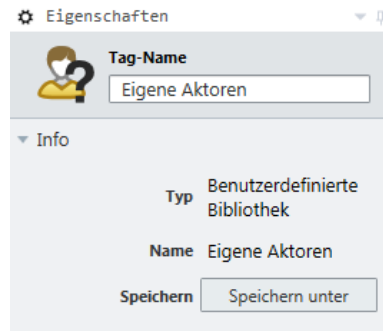 Eigenschaften
Tag-Name
Eigene Aktoren
Info
Typ Benutzerdefinierte
Bibliothek
Name Eigene Aktoren
Speichern Speichern unter